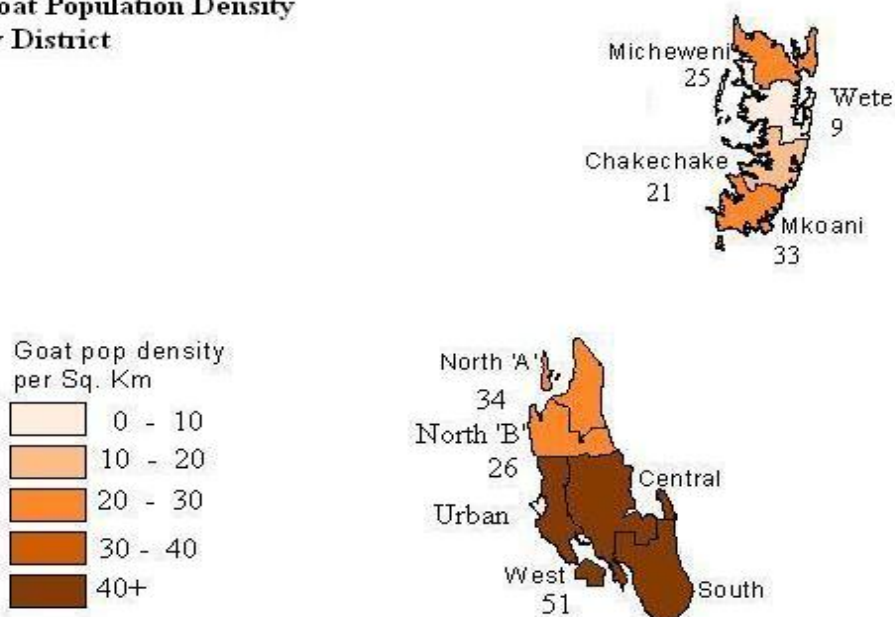 oat Population Density
District
Micheweni
25
Wete
9
Chakechake
21
Mkoani
33
Goat pop density
per Sq. Km
0 - 10
10 - 20
20 - 30
30 - 40
40+
North 'A'
34
North 'B'
26
Central
Urban
West
51
South